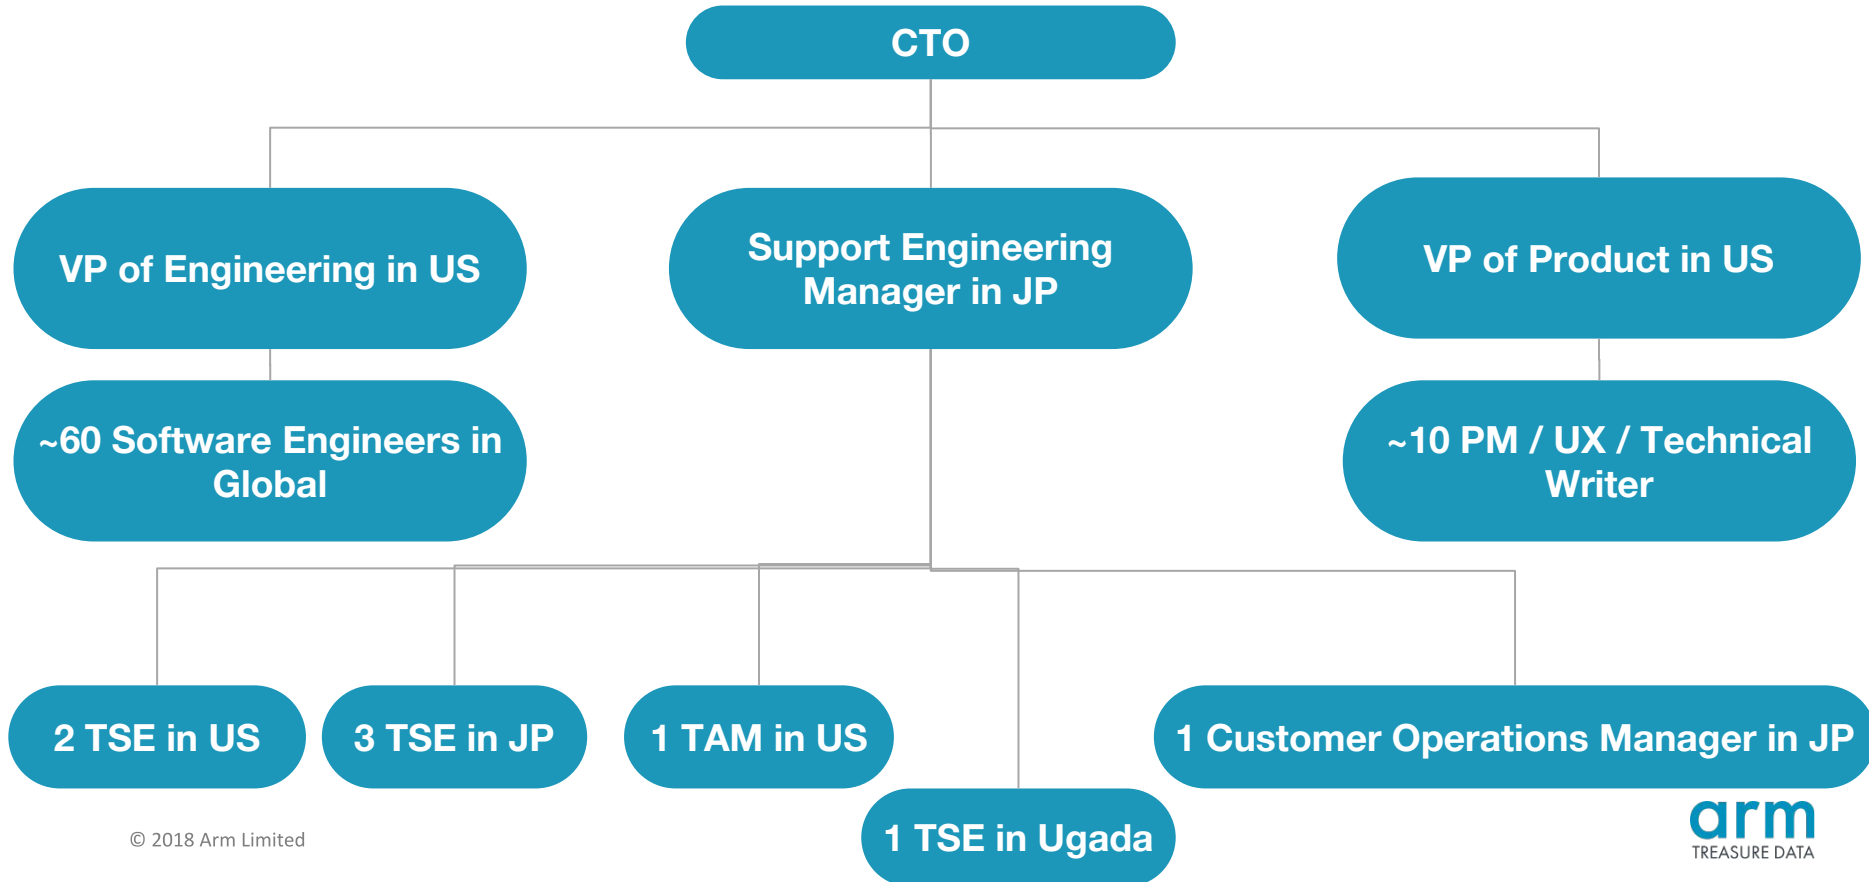 CTO
VP of Engineering in US
Support Engineering
Manager in JP
VP of Product in US
~60 Software Engineers in
Global
~10 PM / UX / Technical
Writer
2 TSE in US
3 TSE in JP
1 TAM in US
1 TSE in Ugada
1 Customer Operations Manager in JP
© 2018 Arm Limited
arm
TREASURE DATA